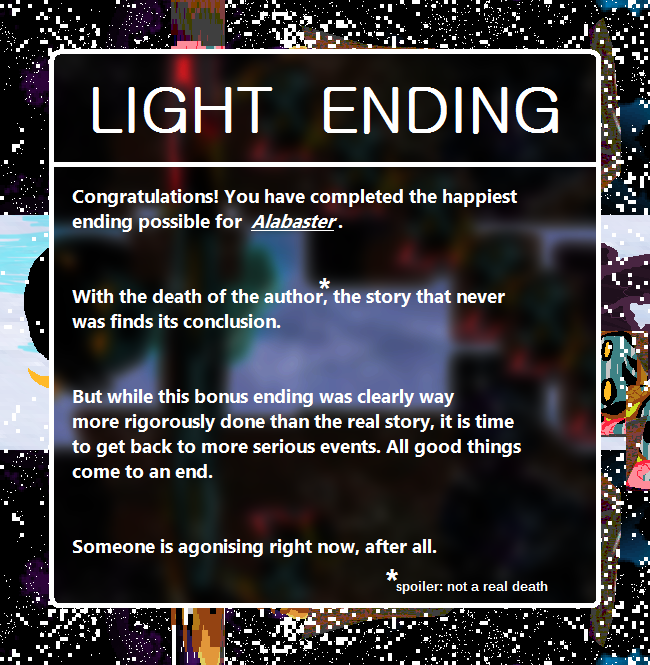 LIGHT ENDING
Congratulations! You have completed the happiest
ending possible for Alabaster.
With the death of the author,* the story that never
was finds its conclusion.
But while this bonus ending was clearly way
more rigorously done than the real story, it is time
to get back to more serious events. All good things
come to an end.
Someone is agonising right now, after all.
*spoiler: not a real death